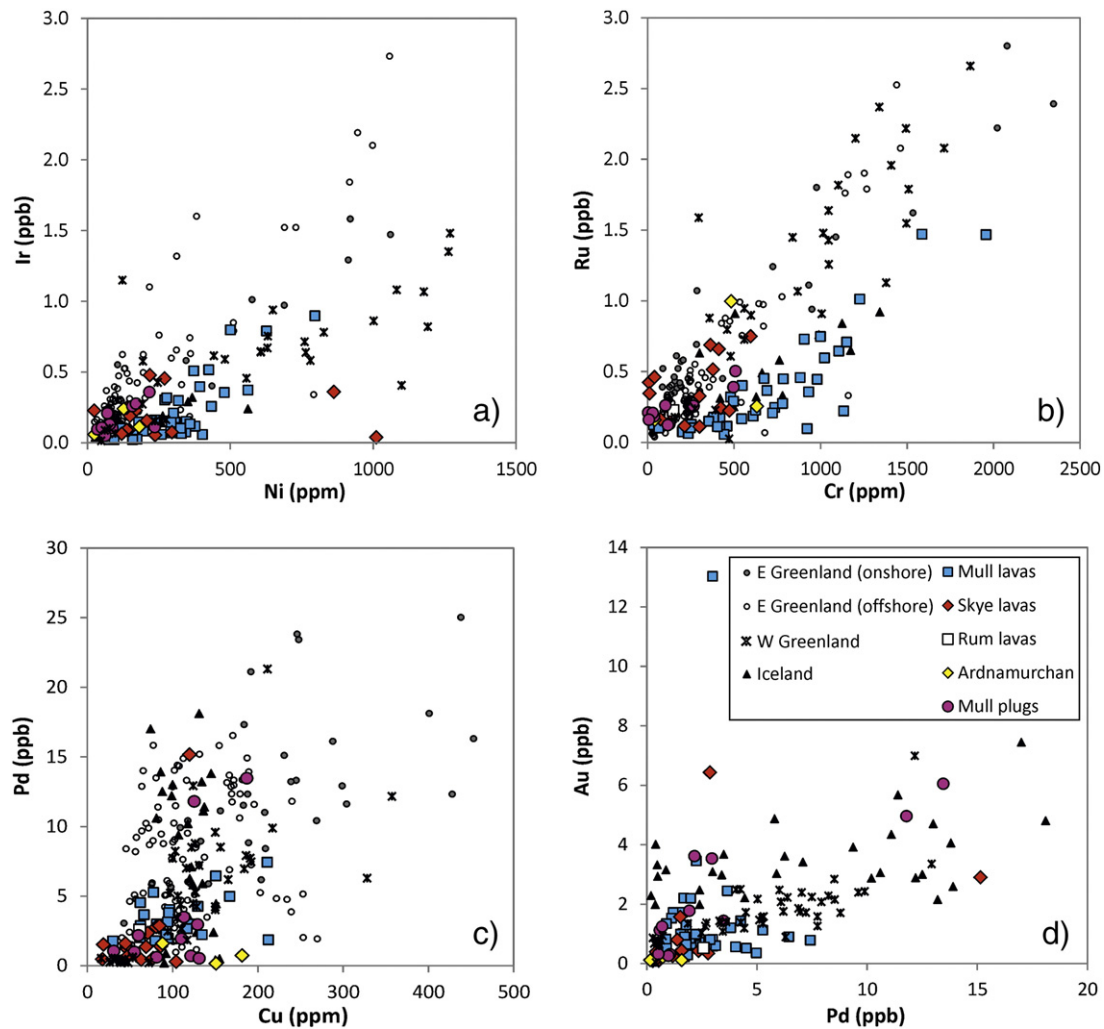 3.0
2.5
2.0
1.5
1.0
0.5
0.0
Ir (ppb)
0
500
1000
1500
Ni (ppm)
a)
3.0
2.5
2.0
1.5
1.0
0.5
0.0
Ru (ppb)
0
500
1000
1500
2000
2500
Cr (ppm)
b)
30
25
20
15
10
5
0
Pd (ppb)
0
100
200
300
400
500
Cu (ppm)
c)
14
12
10
8
6
4
2
0
Au (ppb)
E Greenland (onshore)
E Greenland (offshore)
W Greenland
Iceland
Mull lavas
Skye lavas
Rum lavas
Ardnamurchan
Mull plugs
0
5
10
15
20
Pd (ppb)
d)